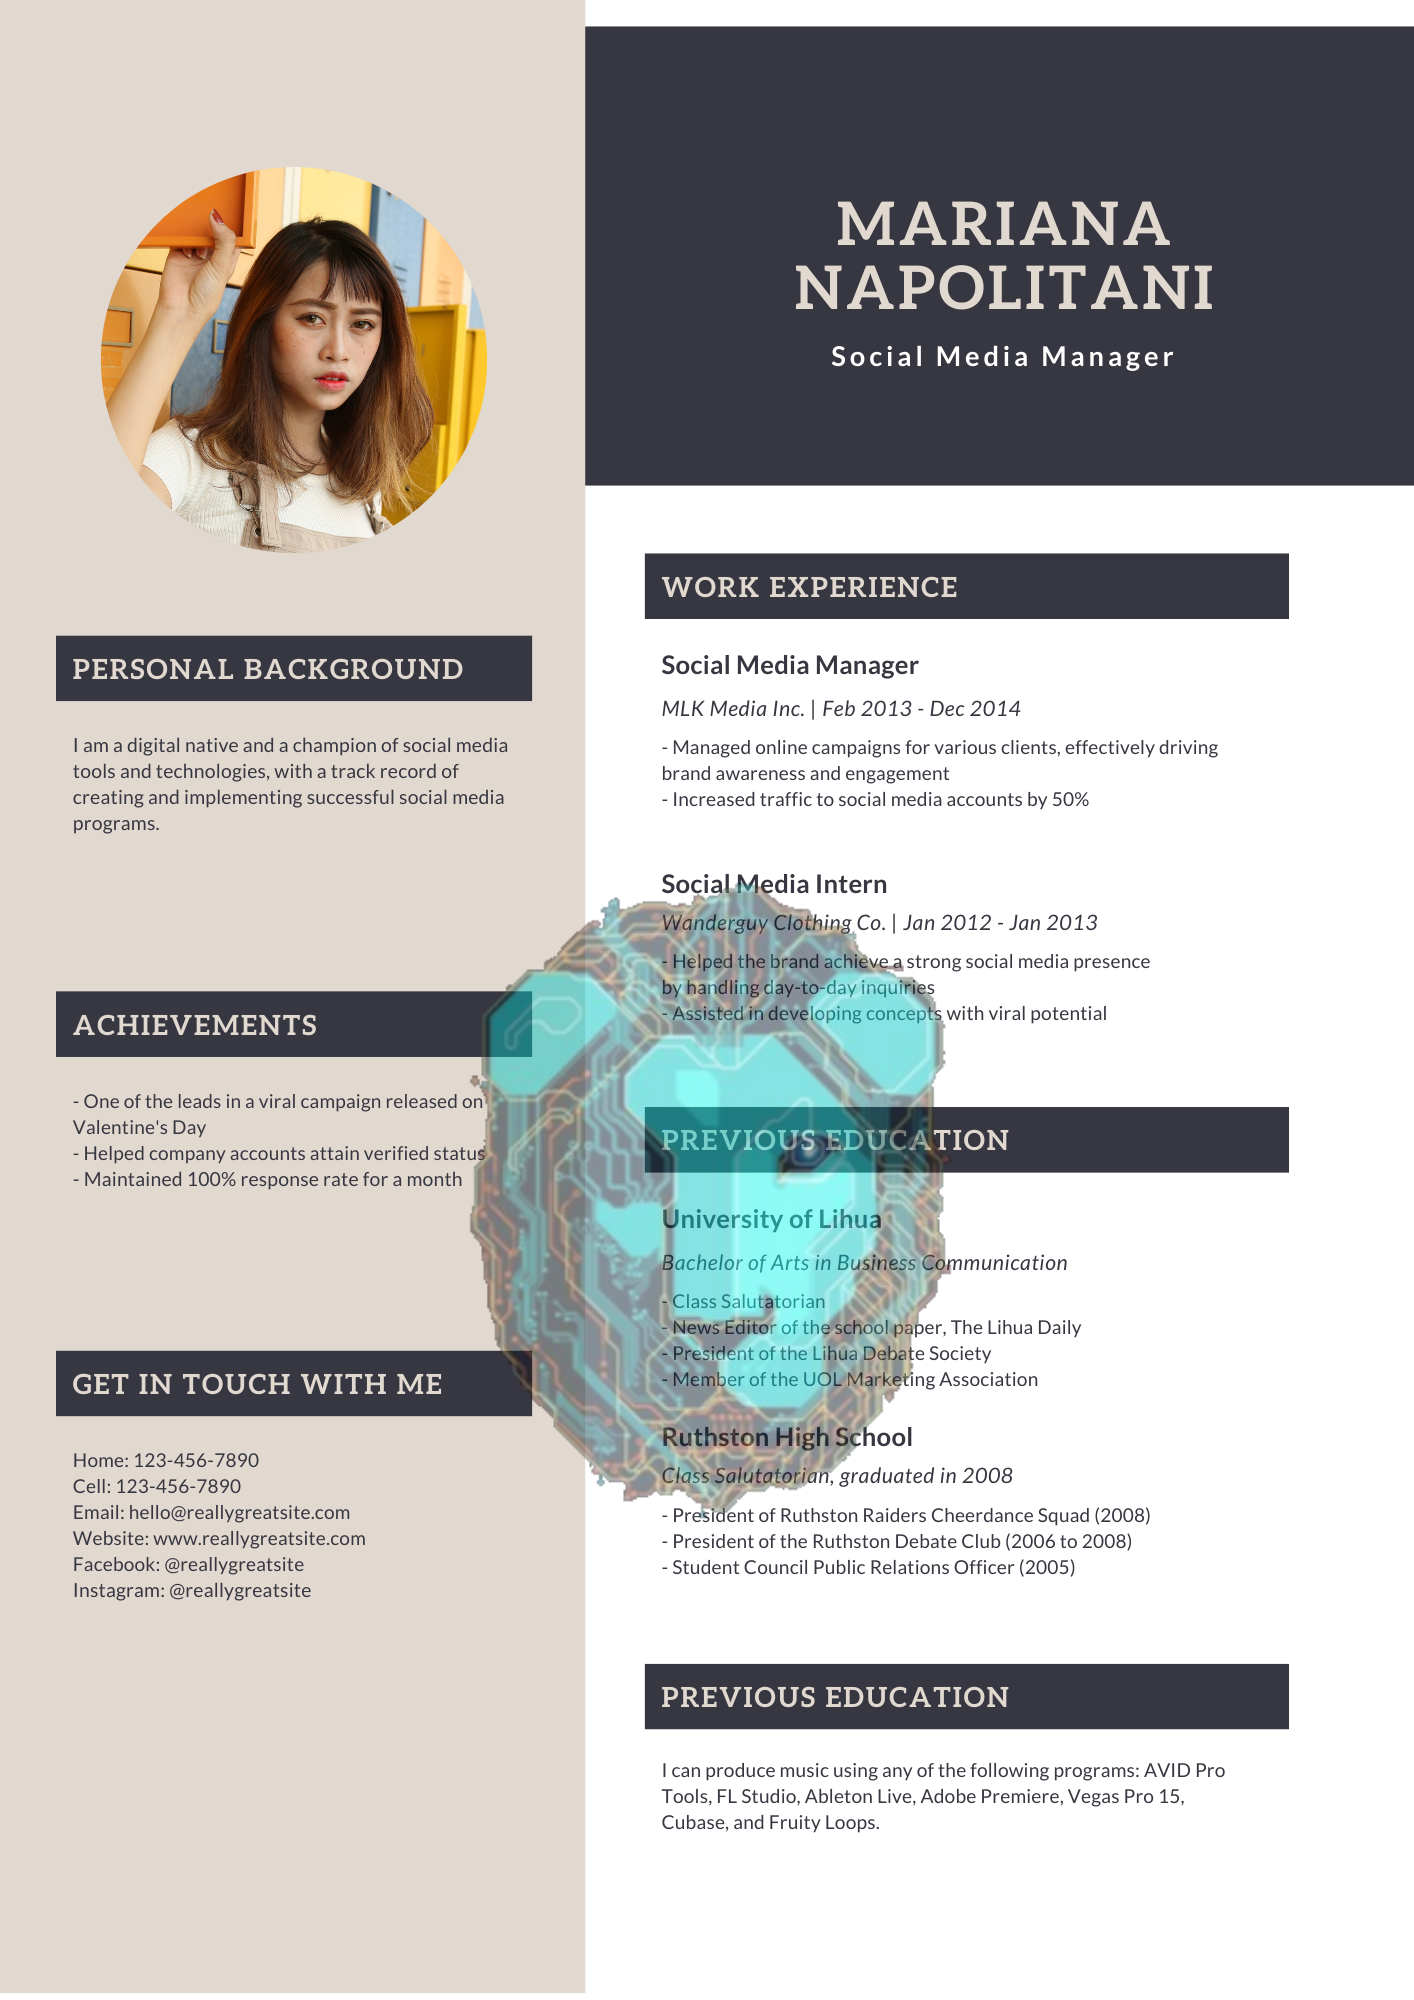 MARIANA
NAPOLITANI
Social Media Manager
PERSONAL BACKGROUND
I am a digital native and a champion of social media
tools and technologies, with a track record of
creating and implementing successful social media
programs.
ACHIEVEMENTS
- One of the leads in a viral campaign released on
Valentine's Day
- Helped company accounts attain verified status
- Maintained 100% response rate for a month
GET IN TOUCH WITH ME
Home: 123-456-7890
Cell: 123-456-7890
Email: hello@reallygreatsite.com
Website: www.reallygreatsite.com
Facebook: @reallygreatsite
Instagram: @reallygreatsite
WORK EXPERIENCE
Social Media Manager
MLK Media Inc. | Feb 2013 - Dec 2014
- Managed online campaigns for various clients, effectively driving
brand awareness and engagement
- Increased traffic to social media accounts by 50%
Social Media Intern
Wanderguy Clothing Co. | Jan 2012 - Jan 2013
- Helped the brand achieve a strong social media presence
by handling day-to-day inquiries
- Assisted in developing concepts with viral potential
PREVIOUS EDUCATION
University of Lihua
Bachelor of Arts in Business Communication
- Class Salutatorian
- News Editor of the school paper, The Lihua Daily
- President of the Lihua Debate Society
- Member of the UOL Marketing Association
Ruthston High School
Class Salutatorian, graduated in 2008
- President of Ruthston Raiders Cheerdance Squad (2008)
- President of the Ruthston Debate Club (2006 to 2008)
- Student Council Public Relations Officer (2005)
PREVIOUS EDUCATION
I can produce music using any of the following programs: AVID Pro
Tools, FL Studio, Ableton Live, Adobe Premiere, Vegas Pro 15,
Cubase, and Fruity Loops.